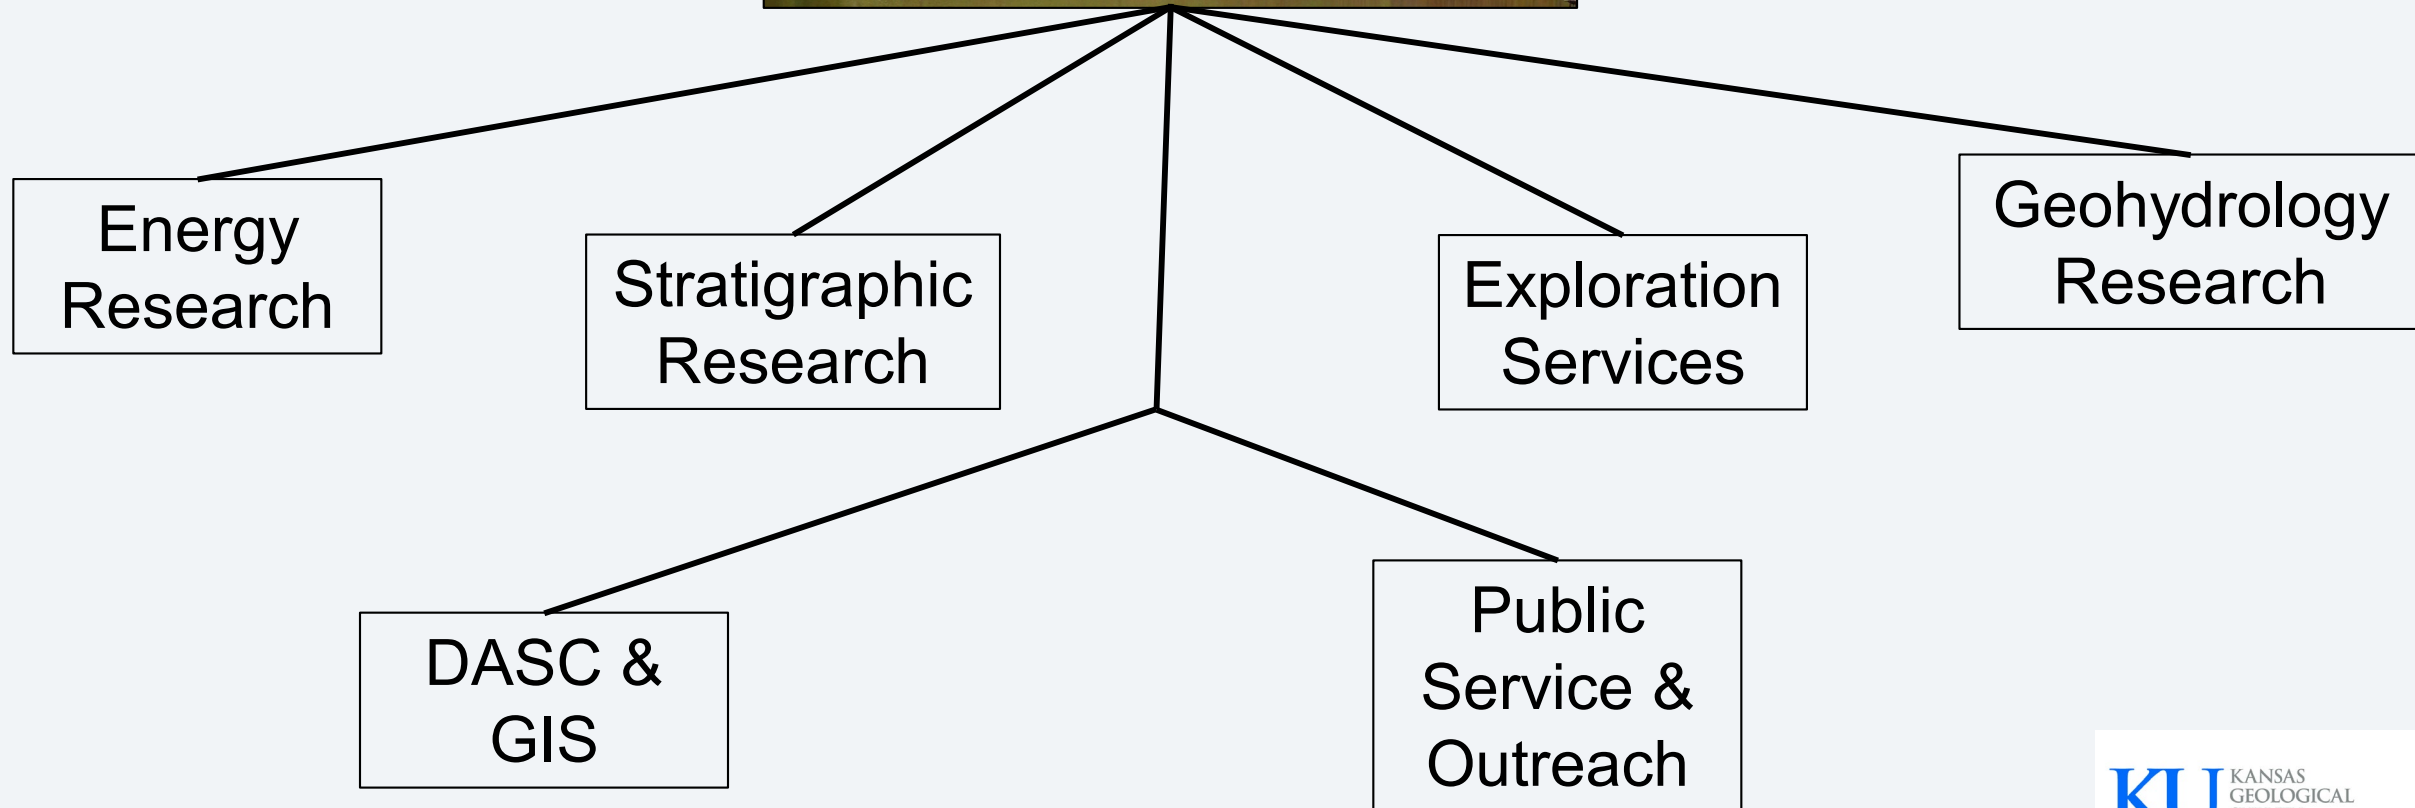 Energy
Research
Stratigraphic
Research
Exploration
Services
Geohydrology
Research
DASC &
GIS
Public
Service &
Outreach
KU
KANSAS
GEOLOGICAL